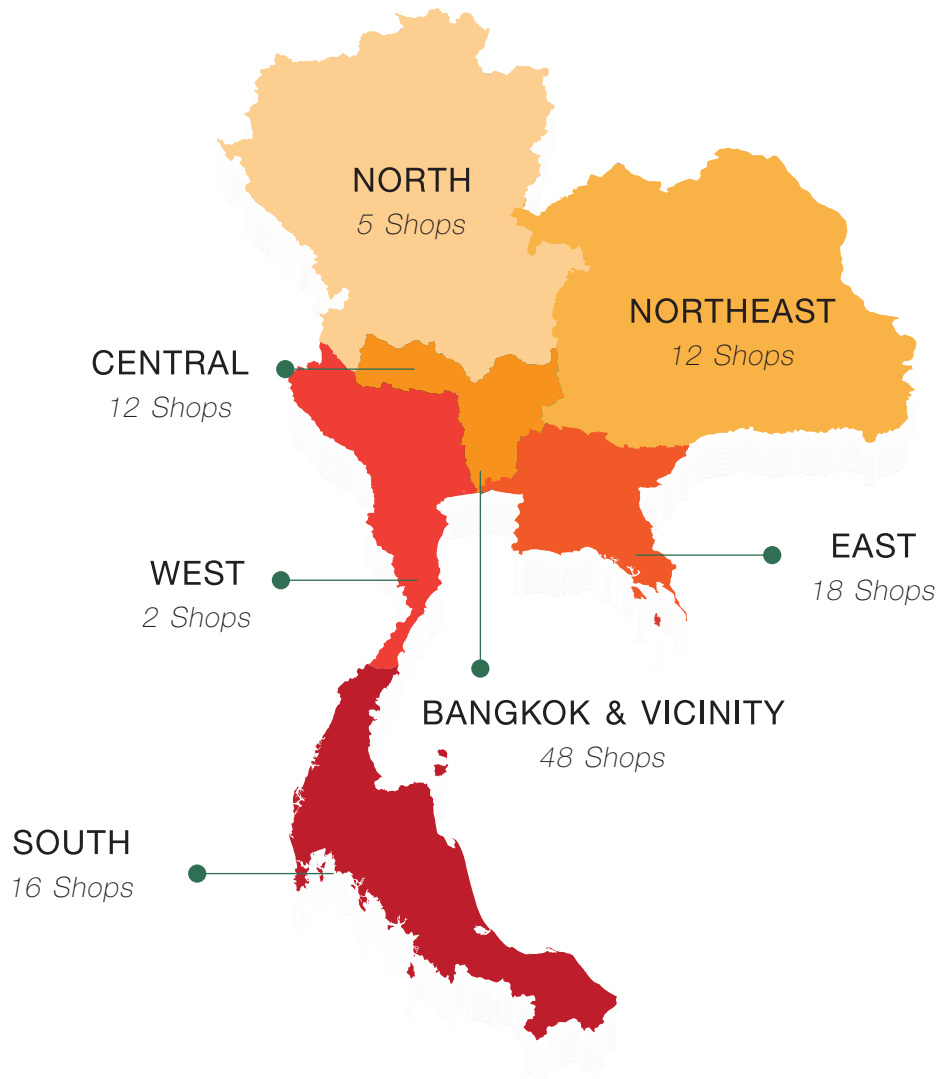 NORTH
5 Shops
NORTHEAST
12 Shops
CENTRAL
12 Shops
EAST
18 Shops
WEST
2 Shops
BANGKOK & VICINITY
48 Shops
SOUTH
16 Shops